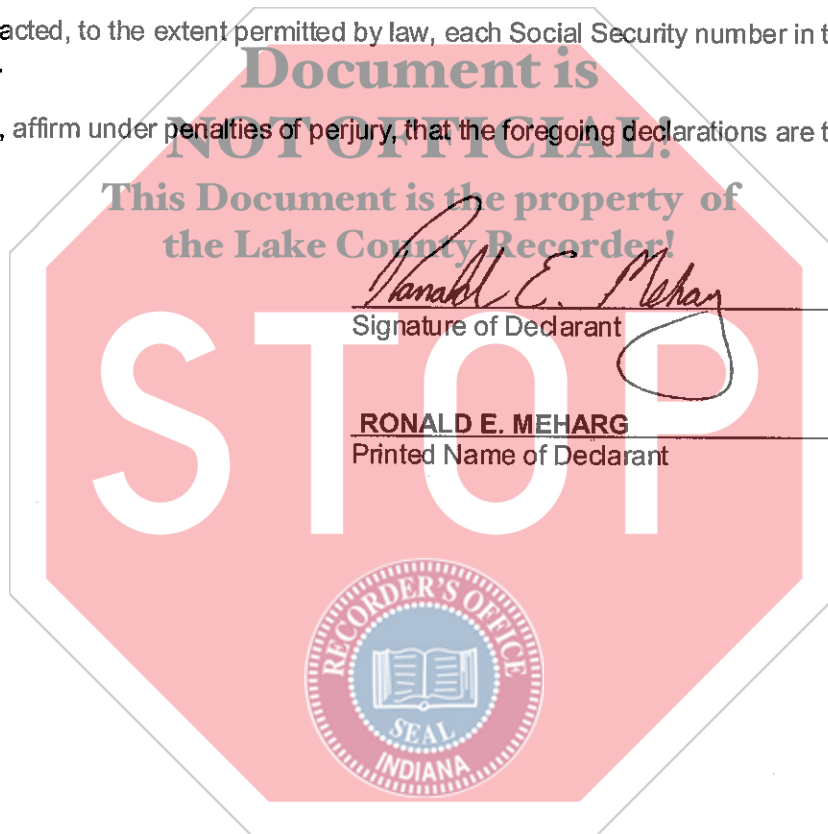 acted, to the extent permitted by law, each Social Security number in t
Document is
, affirm under penalties of perjury, that the foregoing declarations are t
NOT OFFICIAL!
This Document is the property of
the Lake County Recorder!
Ronald E. Meharg
Signature of Declarant
STOP
RONALD E. MEHARG
Printed Name of Declarant
RECORDER'S OFFICE
SEAL
INDIANA